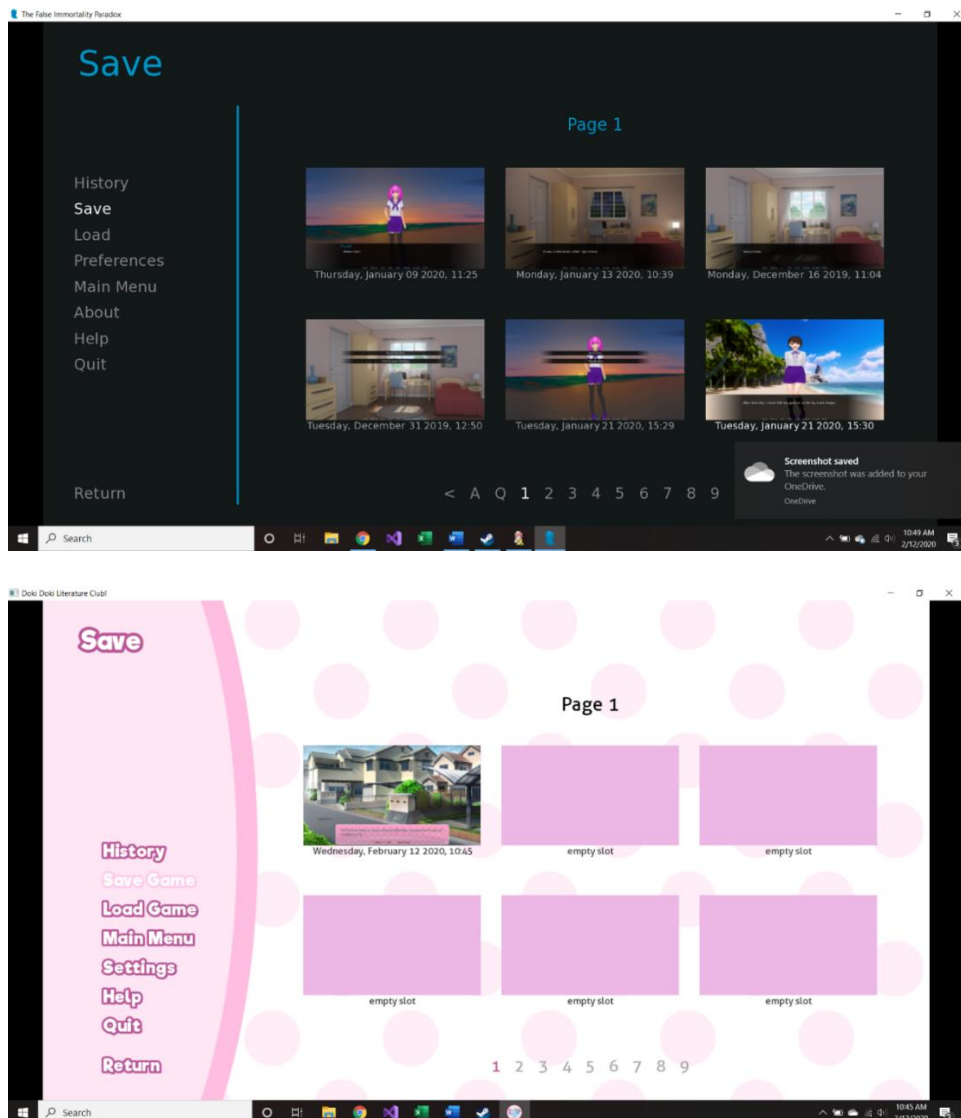 The False Immortality Paradox
Save
Page 1
History
Save
Load
Preferences
Main Menu
About
Help
Quit
Thursday, January 09 2020, 11:25
Monday, January 13 2020, 10:39
Monday, December 16 2019, 11:04
Tuesday, December 31 2019, 12:50
Tuesday, January 21 2020, 15:29
Tuesday, January 21 2020, 15:30
Screenshot saved
The screenshot was added to your
OneDrive.
OneDrive
Return
< A Q 1 2 3 4 5 6 7 8 9
Search
10:49 AM
2/12/2020
Doki Doki Literature Club!
Save
Page 1
Wednesday, February 12 2020, 10:45
empty slot
empty slot
History
Save Game
Load Game
Main Menu
Settings
Help
Quit
empty slot
empty slot
empty slot
Return
1 2 3 4 5 6 7 8 9
Search
10:45 AM
2/12/2020